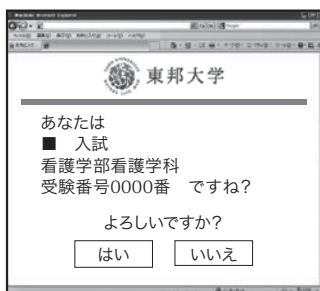 東邦大学
あなたは
■ 入試
看護学部看護学科
受験番号0000番 ですね?
よろしいですか?
はい いいえ